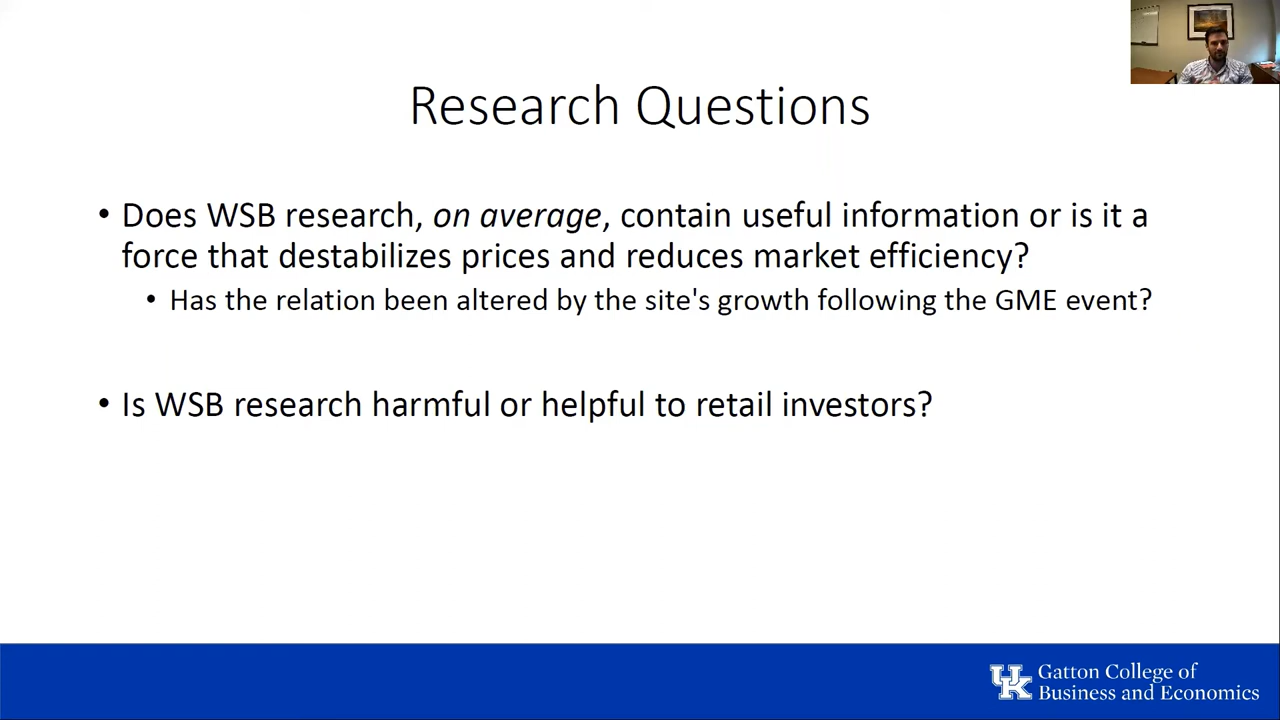 Research Questions
• Does WSB research, on average, contain useful information or is it a
force that destabilizes prices and reduces market efficiency?
• Has the relation been altered by the site's growth following the GME event?
• Is WSB research harmful or helpful to retail investors?
UK
Gatton College of
Business and Economics